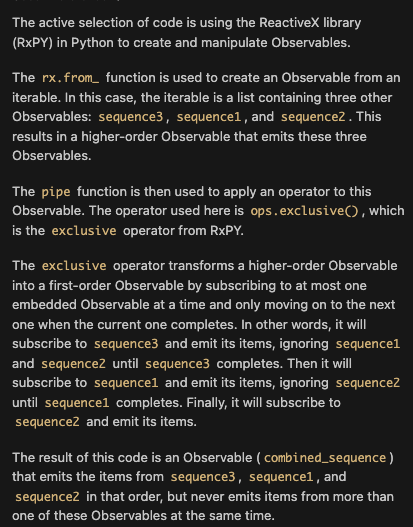 The active selection of code is using the ReactiveX library
(RxPY) in Python to create and manipulate Observables.
The rx.from_ function is used to create an Observable from an
iterable. In this case, the iterable is a list containing three other
Observables: sequence3, sequence1, and sequence2. This
results in a higher-order Observable that emits these three
Observables.
The pipe function is then used to apply an operator to this
Observable. The operator used here is ops.exclusive(), which
is the exclusive operator from RxPY.
The exclusive operator transforms a higher-order Observable
into a first-order Observable by subscribing to at most one
embedded Observable at a time and only moving on to the next
one when the current one completes. In other words, it will
subscribe to sequence3 and emit its items, ignoring sequence1
and sequence2 until sequence3 completes. Then it will
subscribe to sequence1 and emit its items, ignoring sequence2
until sequence1 completes. Finally, it will subscribe to
sequence2 and emit its items.
The result of this code is an Observable (combined_sequence)
that emits the items from sequence3, sequence1, and
sequence2 in that order, but never emits items from more than
one of these Observables at the same time.